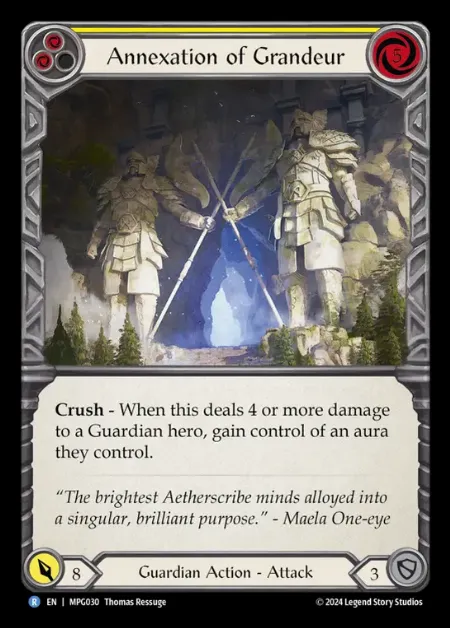 Annexation of Grandeur
5
Crush - When this deals 4 or more damage
to a Guardian hero, gain control of an aura
they control.
“The brightest Aetherscribe minds alloyed into
a singular, brilliant purpose.” - Maela One-eye
8
Guardian Action - Attack
3
R EN | MPG030 Thomas Ressuge
© 2024 Legend Story Studios